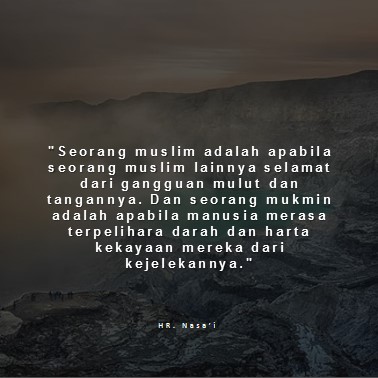 "Seorang muslim adalah apabila
seorang muslim lainnya selamat
dari gangguan mulut dan
tangannya. Dan seorang mukmin
adalah apabila manusia merasa
terpelihara darah dan harta
kekayaan mereka dari
kejelekannya."
HR. Nasa'i